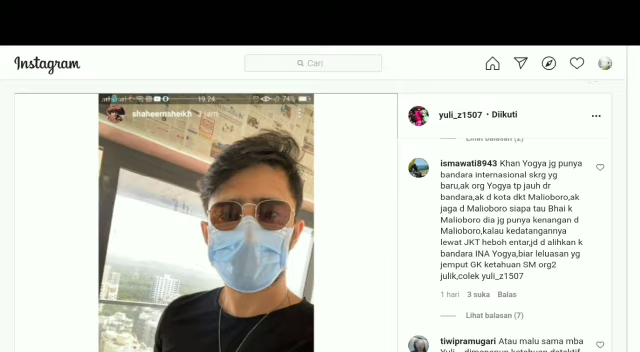 Instagram
Cari
19.24
74%
shaheernsheikh 3 jam
yuli_z1507 • Diikuti
Lihat balasan (2)
ismawati8943 Khan Yogya jg punya
bandara internasional skrg yg
baru,ak org Yogya tp jauh dr
bandara,ak d kota dkt Malioboro,ak
jaga d Malioboro siapa tau Bhai k
Malioboro dia jg punya kenangan d
Malioboro,kalau kedatangannya
lewat JKT heboh entar,jd d alihkan k
bandara INA Yogya,biar leluasan yg
jemput GK ketahuan SM org2
julik,colek yuli_z1507
1 hari 3 suka Balas
Lihat balasan (7)
tiwipramugari Atau malu sama mba